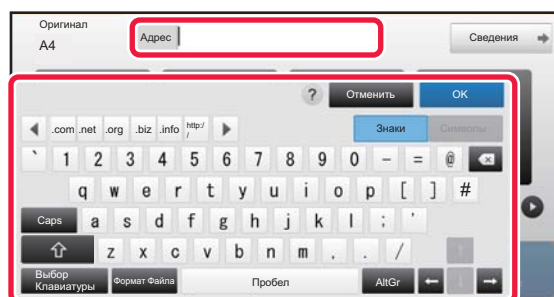 Оригинал
A4
Адрес
Сведения
?
Отменить
OK
.com .net .org .biz .info http:/
/
Знаки
Символы
` 1 2 3 4 5 6 7 8 9 0 - = @
q w e r t y u i o p [ ] #
Caps a s d f g h j k l ; '
z x c v b n m . . /
Выбор
Клавиатуры
Формат Файла
Пробел
AltGr